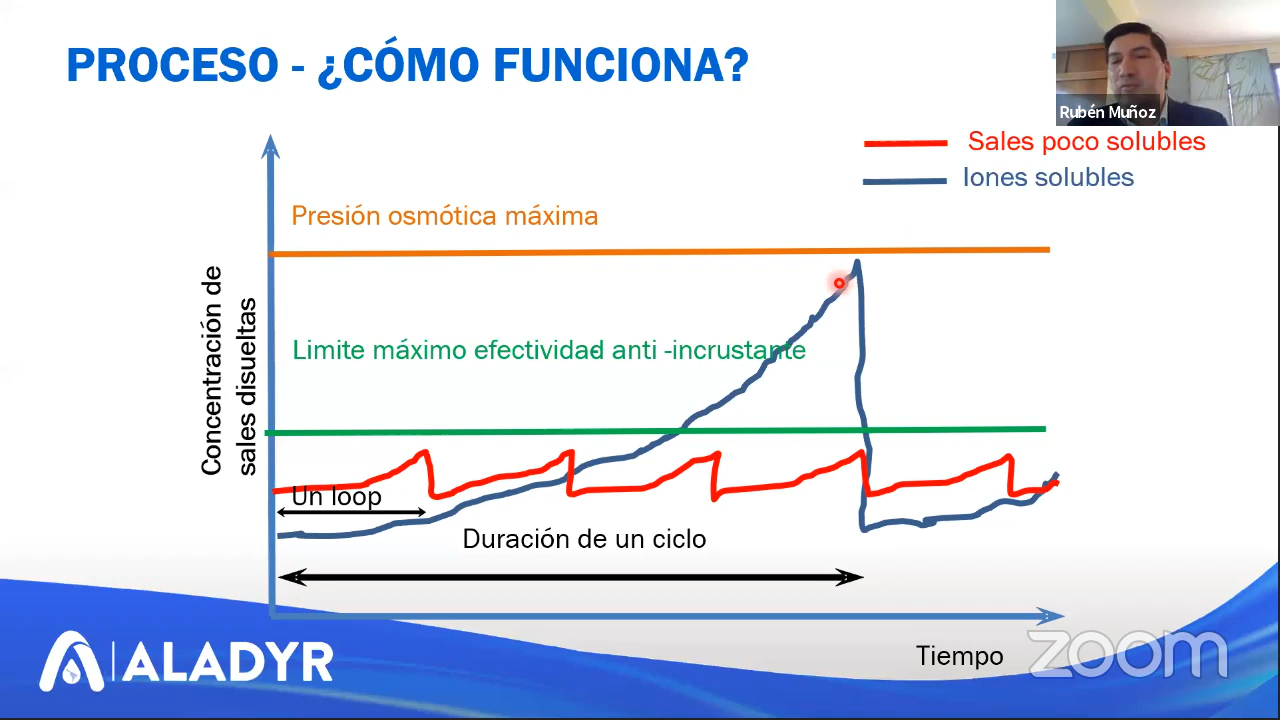 PROCESO - ¿CÓMO FUNCIONA?
Rubén Muñoz
Sales poco solubles
Iones solubles
Presión osmótica máxima
Concentración de
sales disueltas
Limite máximo efectividad anti -incrustante
Un loop
Duración de un ciclo
Tiempo
ALADYR
zoom